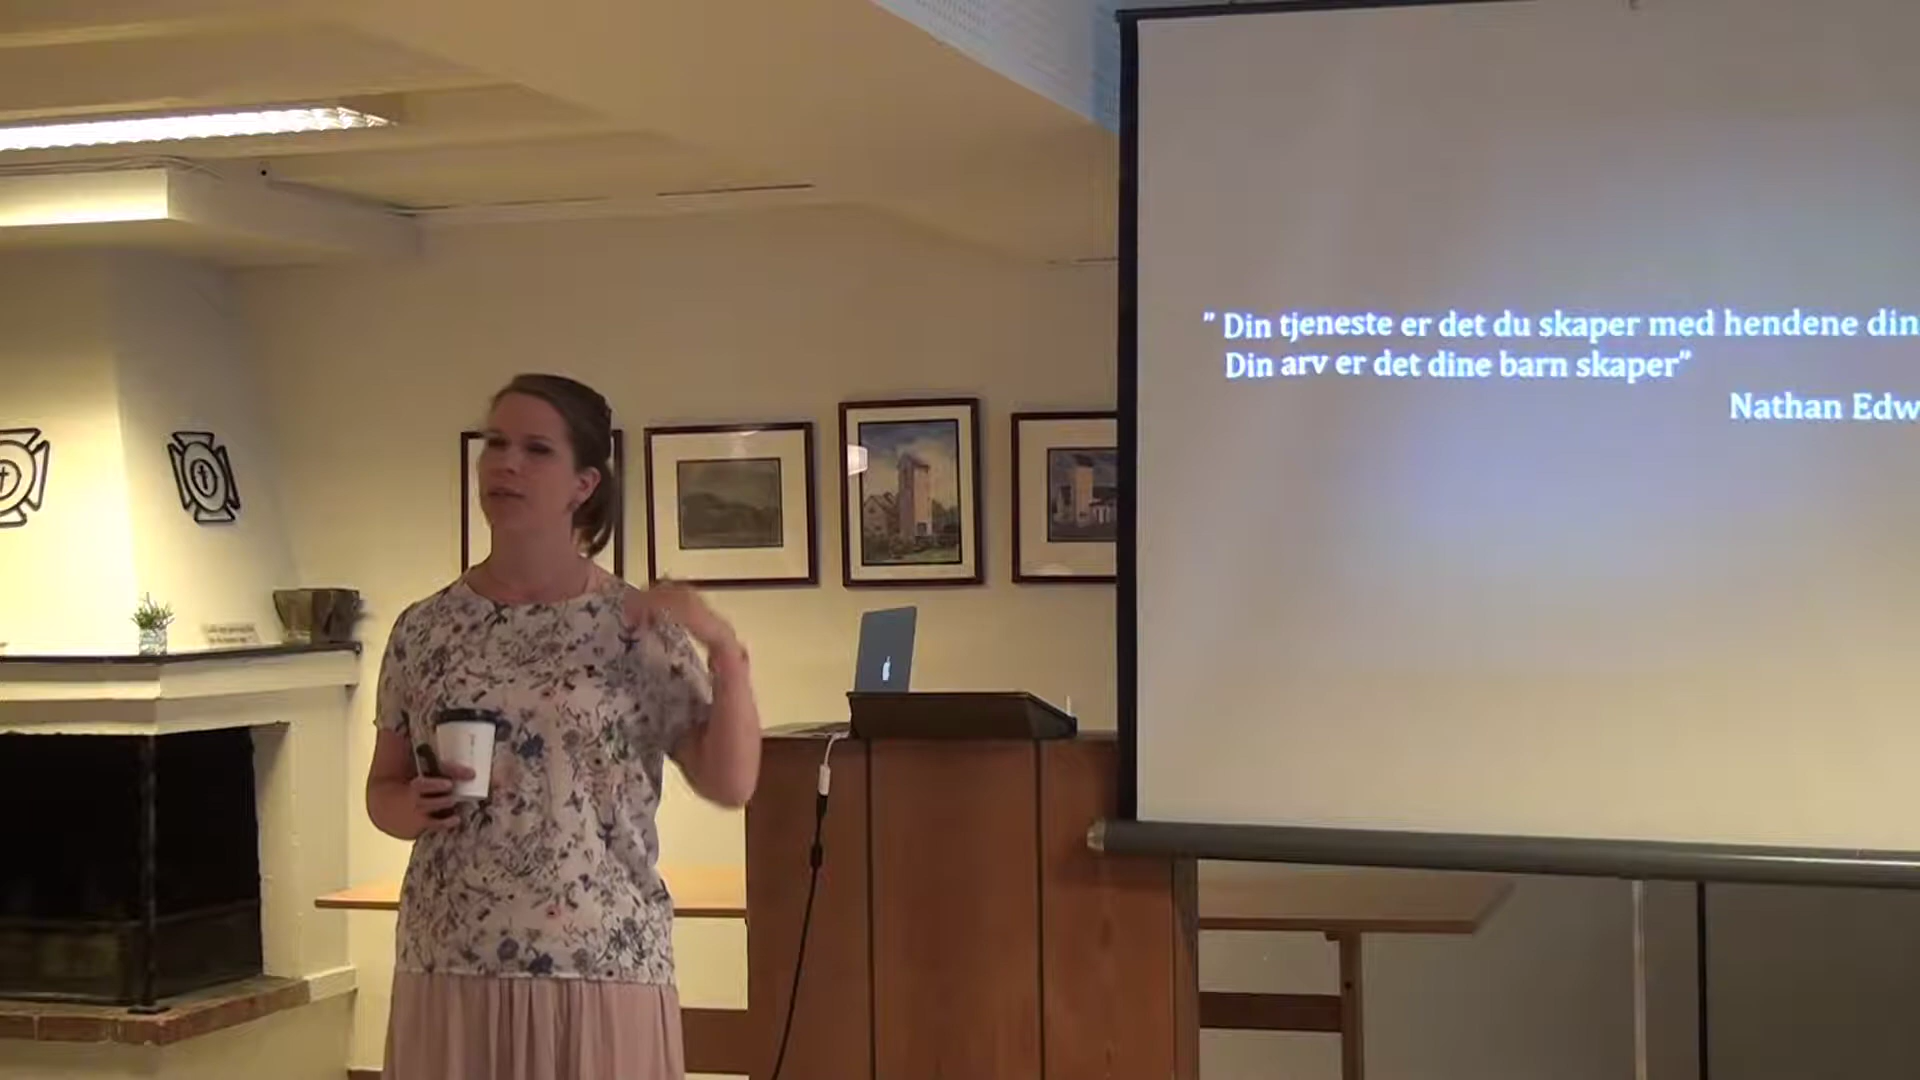 " Din tjeneste er det du skaper med hendene din
Din arv er det dine barn skaper"
Nathan Edw